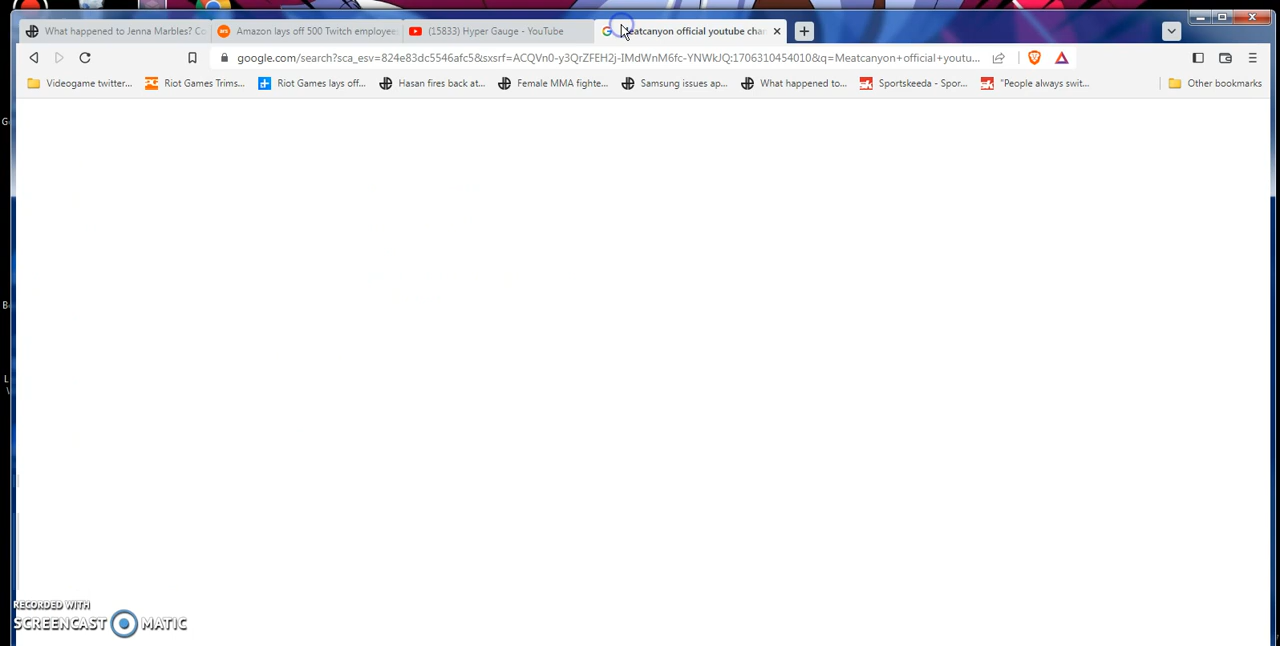 What happened to Jenna Marbles? Co
ars Amazon lays off 500 Twitch employee
(15833) Hyper Gauge - YouTube
eatcanyon official youtube cha
google.com/search?sca_esv=824e83dc5546afc5&sxsrf=ACQVn0-y3QrZFEH2j-IMdWnM6fc-YNWkJQ:1706310454010&q=Meatcanyon+official+youtu...
Videogame twitter...
Riot Games Trims...
Riot Games lays off...
Hasan fires back at...
Female MMA fighte...
Samsung issues ap...
What happened to...
Sportskeeda - Spor...
"People always swit...
Other bookmarks
G
B
L
\
RECORDED WITH
SCREENCAST MATIC